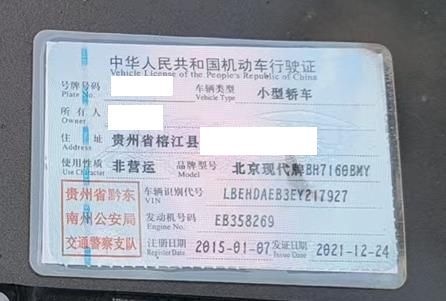 中华人民共和国机动车行驶证
Vehicle License of the People's Republic of China
号牌号码
Plate No.
车辆类型 小型轿车
Vehicle Type
所有人
Owner
住址 贵州省榕江县
Address
使用性质 非营运 品牌型号 北京现代牌BH7160BMY
Use Character Model
贵州省黔东
南州公安局
交通警察支队
车辆识别代号 LBEHDAEB3EY217927
VIN
发动机号码 EB358269
Engine No.
注册日期 2015-01-07 发证日期 2021-12-24
Register Date Issue Date